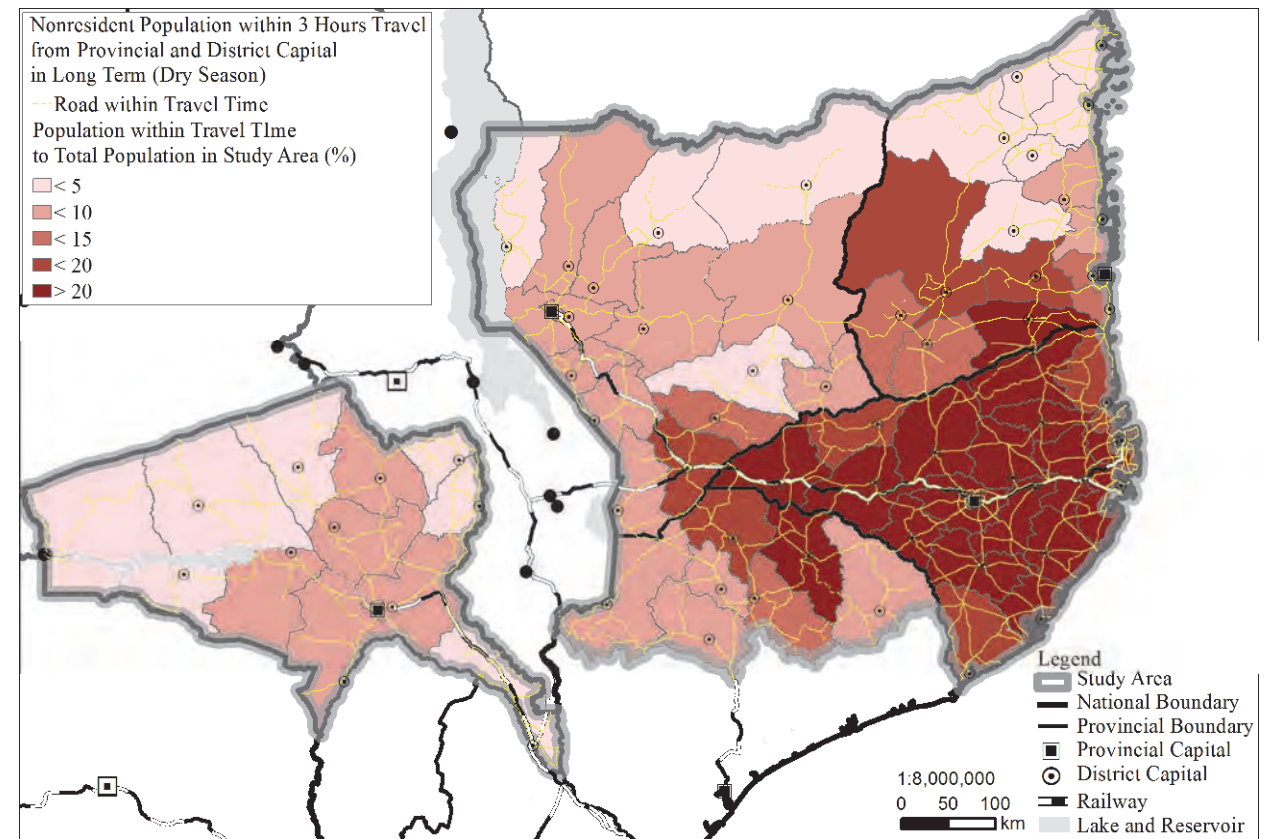 Nonresident Population within 3 Hours Travel
from Provincial and District Capital
in Long Term (Dry Season)
Road within Travel Time
Population within Travel TIme
to Total Population in Study Area (%)
< 5
< 10
< 15
< 20
> 20
Legend
Study Area
National Boundary
Provincial Boundary
Provincial Capital
District Capital
Railway
Lake and Reservoir
1:8,000,000
0 50 100
km